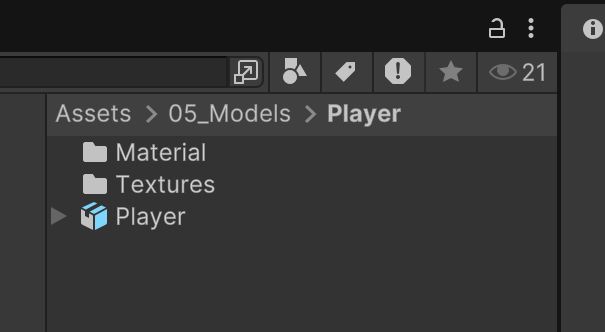 21
Assets > 05_Models > Player
Material
Textures
Player